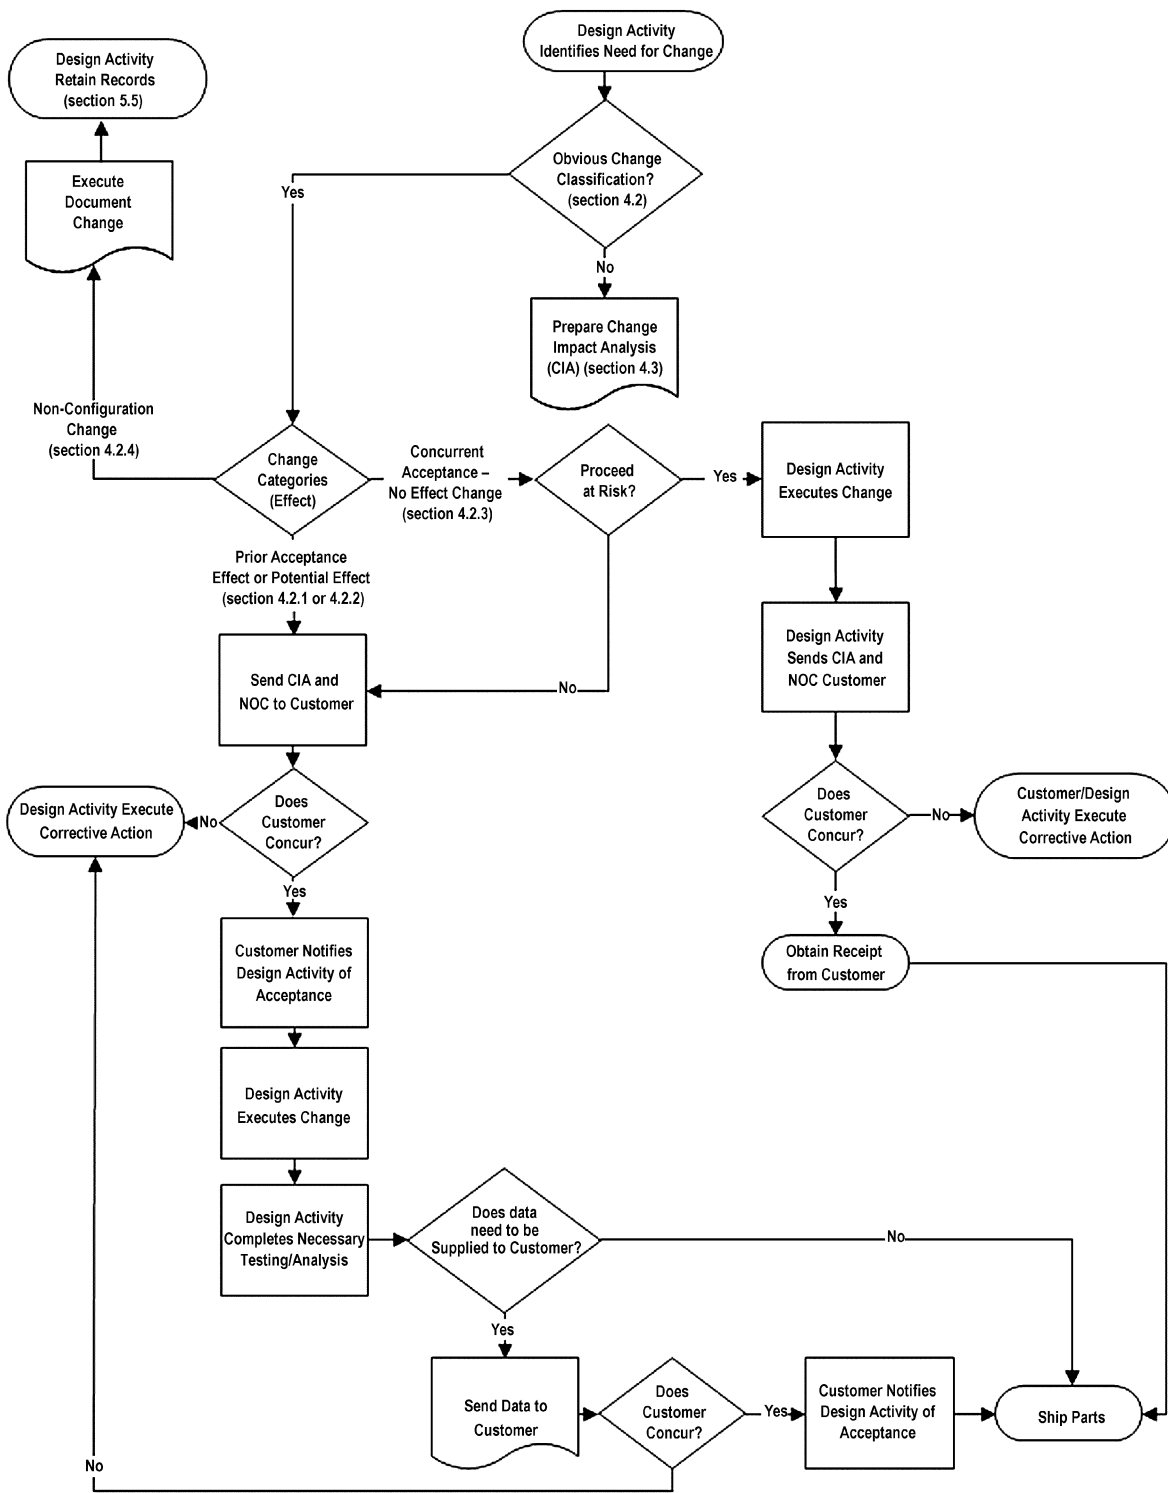 Design Activity
Identifies Need for Change
Design Activity
Retain Records
(section 5.5)
Execute
Document
Change
Obvious Change
Classification?
(section 4.2)
Yes
No
Prepare Change
Impact Analysis
(CIA) (section 4.3)
Non-Configuration
Change
(section 4.2.4)
Change
Categories
(Effect)
Concurrent
Acceptance –
No Effect Change
(section 4.2.3)
Proceed
at Risk?
Yes
Design Activity
Executes Change
Prior Acceptance
Effect or Potential Effect
(section 4.2.1 or 4.2.2)
Send CIA and
NOC to Customer
No
Design Activity
Sends CIA and
NOC Customer
Design Activity Execute
Corrective Action
No
Does
Customer
Concur?
Does
Customer
Concur?
No
Customer/Design
Activity Execute
Corrective Action
Yes
Yes
Customer Notifies
Design Activity of
Acceptance
Obtain Receipt
from Customer
Design Activity
Executes Change
Design Activity
Completes Necessary
Testing/Analysis
Does data
need to be
Supplied to Customer?
No
Yes
Send Data to
Customer
Does
Customer
Concur?
Yes
Customer Notifies
Design Activity of
Acceptance
Ship Parts
No